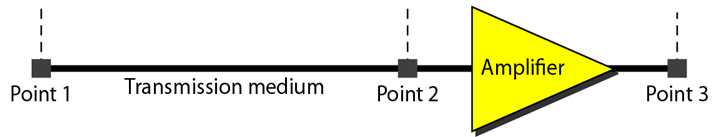 Amplifier
Point 1
Transmission medium
Point 2
Point 3